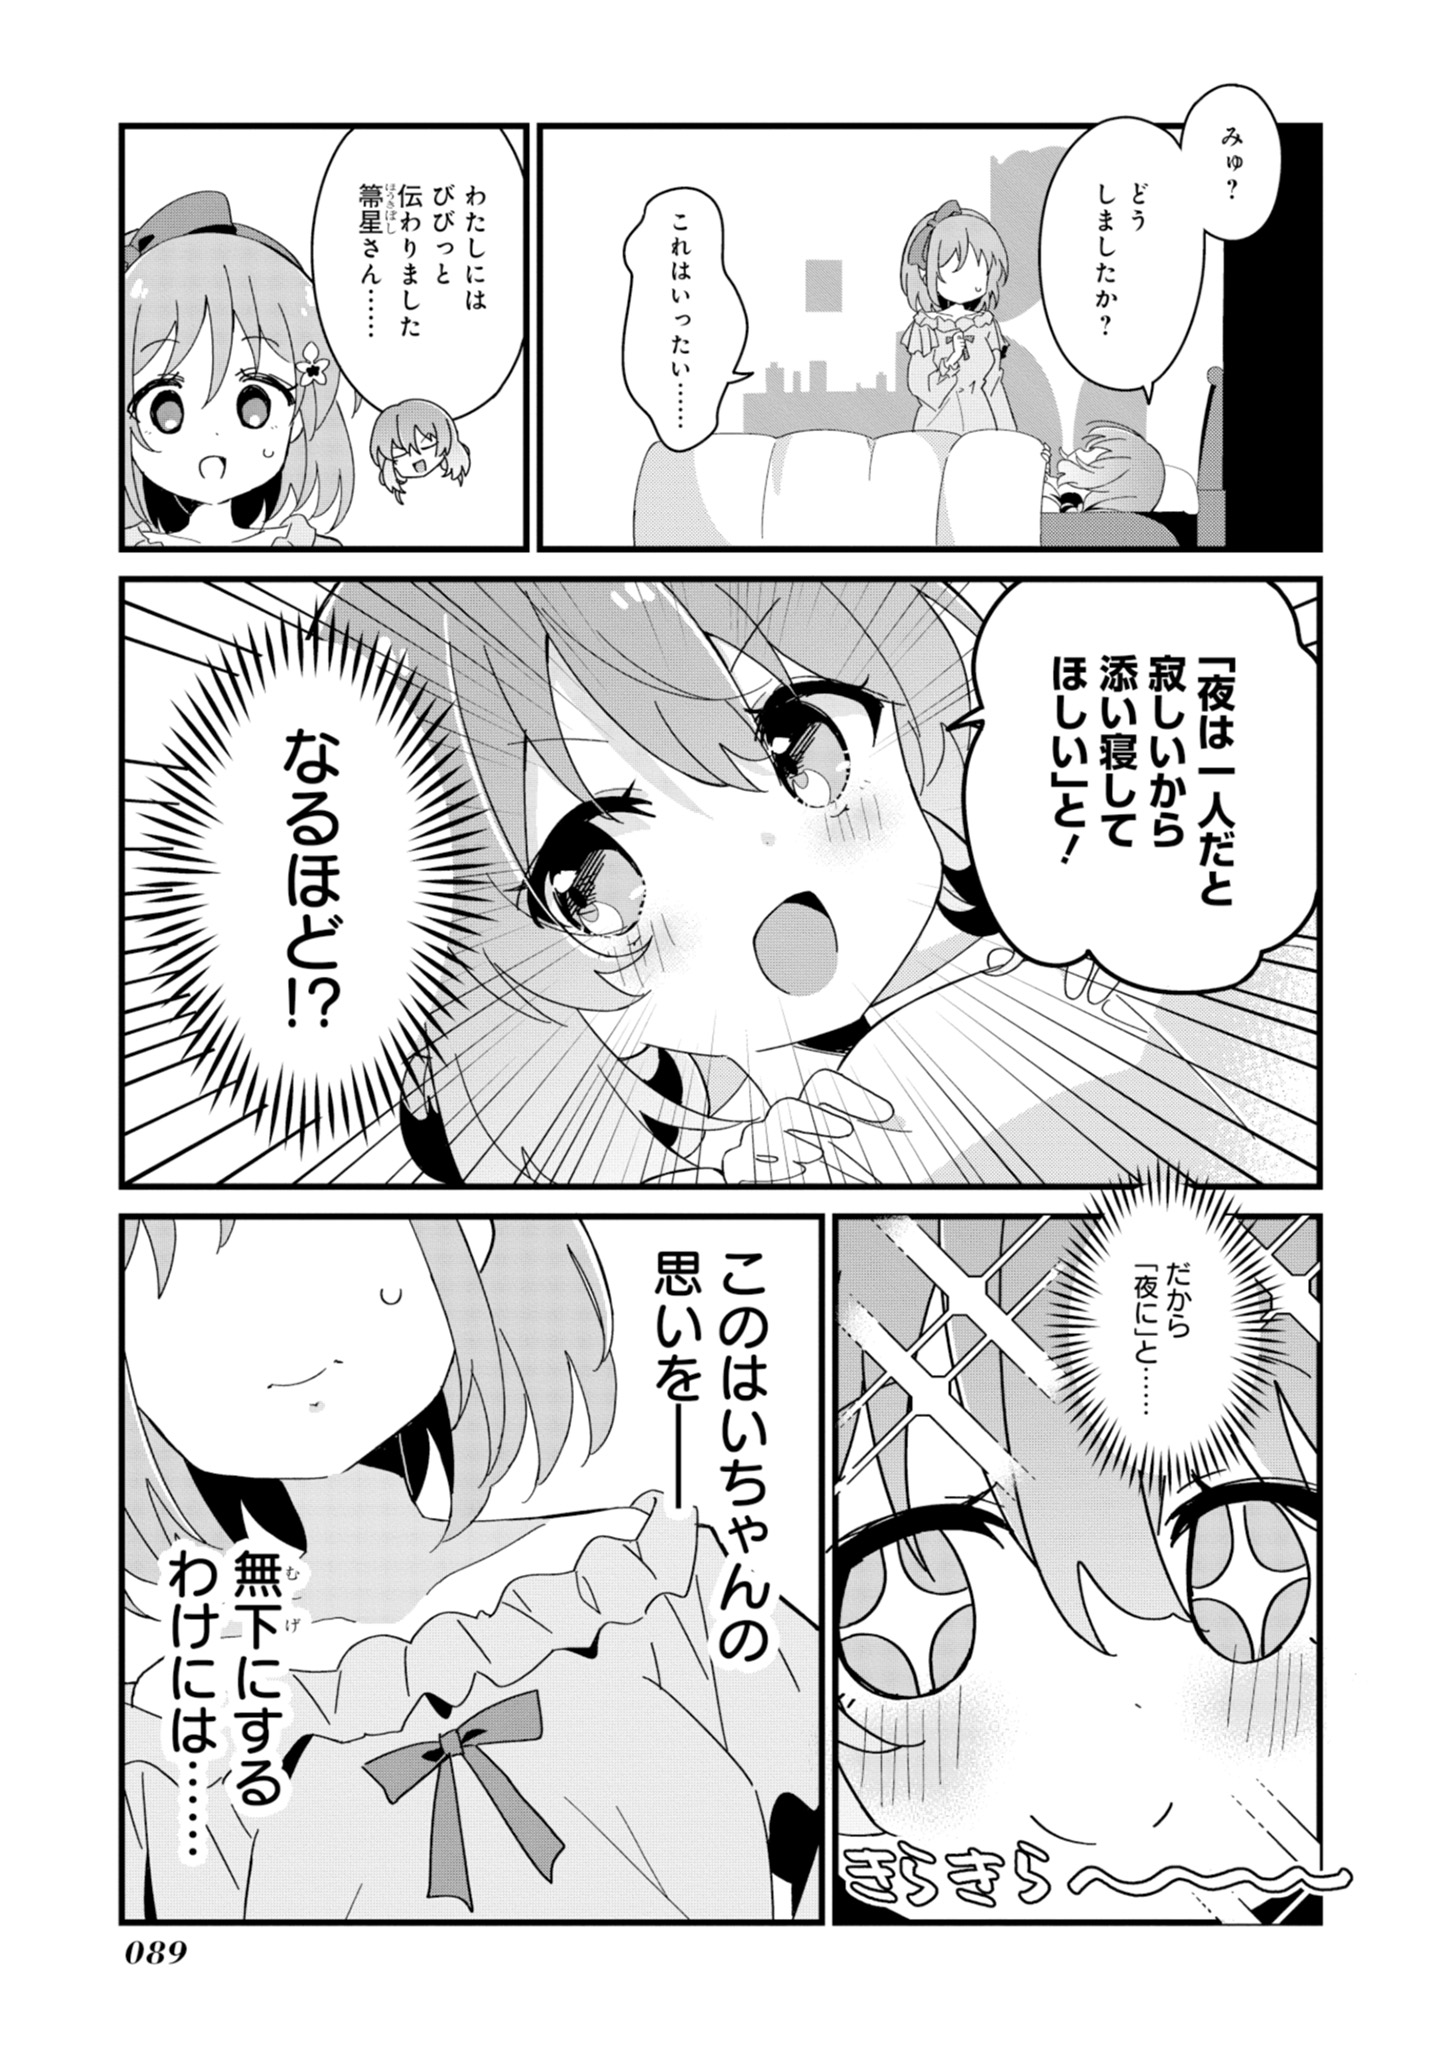 みゅ?
どう
しましたか?
これはいったい……
わたしには
びびっと
伝わりました
箒星さん……
ほうきぼし
「夜は一人だと
寂しいから
添い寝して
ほしい」と!
なるほど!?
だから
「夜に」と……
きらきら〜
このはいちゃんの
思いを――
無下にする
むげ
わけには……
089